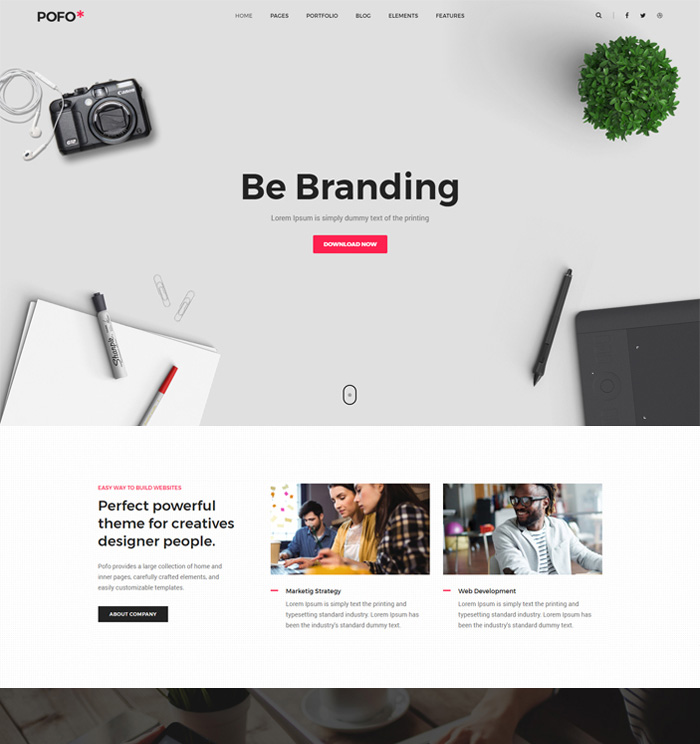 POFO*
HOME PAGES PORTFOLIO BLOG ELEMENTS FEATURES
Canon
Be Branding
Lorem Ipsum is simply dummy text of the printing
DOWNLOAD NOW
Sharpie
EASY WAY TO BUILD WEBSITES
Perfect powerful
theme for creatives
designer people.
Pofo provides a large collection of home and
inner pages, carefully crafted elements, and
easily customizable templates.
ABOUT COMPANY
Marketig Strategy
Lorem Ipsum is simply text the printing and
typesetting standard industry. Lorem Ipsum has
been the industry's standard dummy text.
Web Development
Lorem Ipsum is simply text the printing and
typesetting standard industry. Lorem Ipsum has
been the industry's standard dummy text.